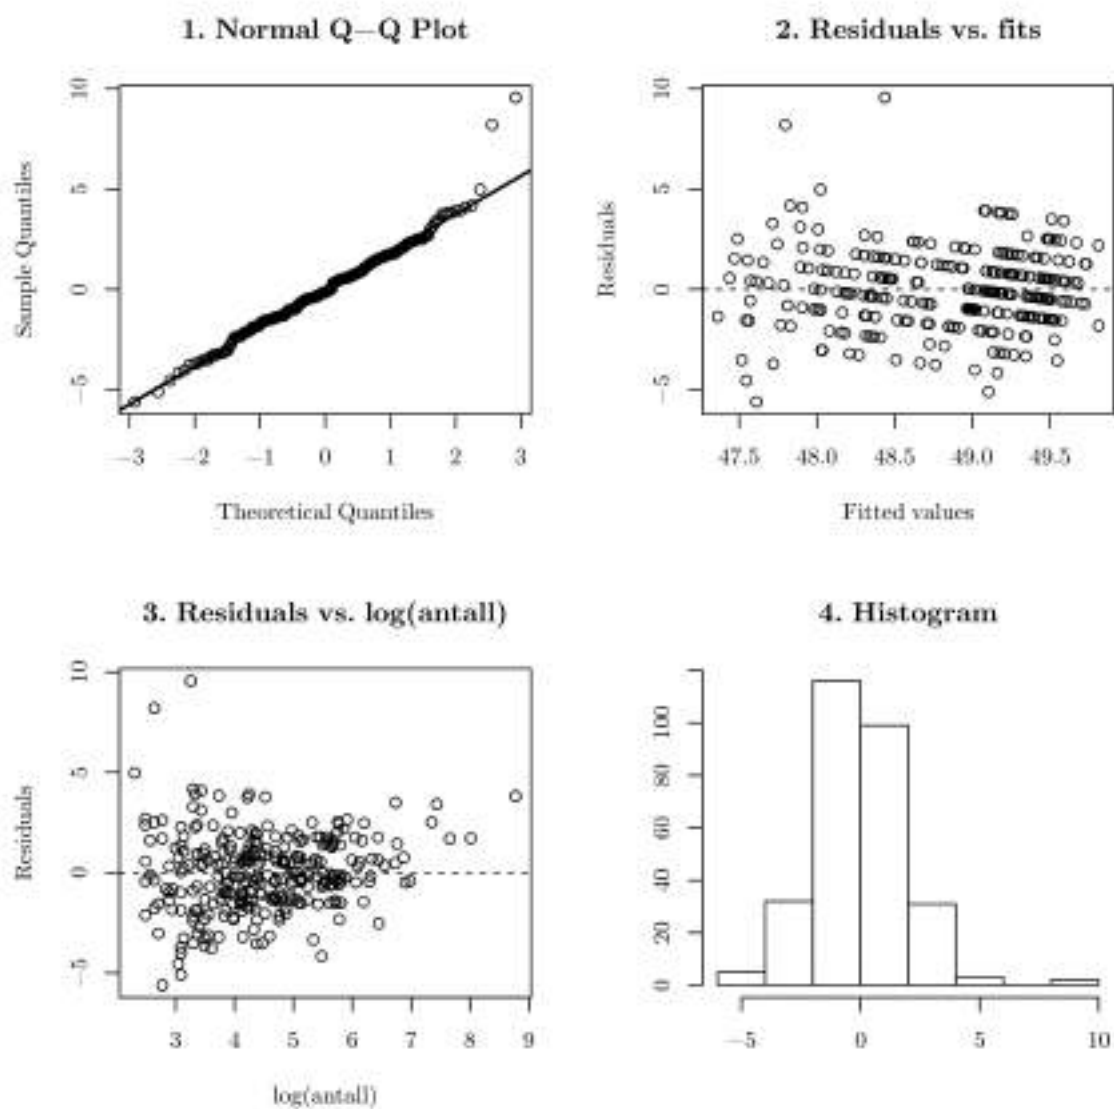 1. Normal Q−Q Plot
10
5
0
−5
Sample Quantiles
−3 −2 −1 0 1 2 3
Theoretical Quantiles
2. Residuals vs. fits
10
5
0
−5
Residuals
47.5 48.0 48.5 49.0 49.5
Fitted values
3. Residuals vs. log(antall)
10
5
0
−5
Residuals
3 4 5 6 7 8 9
log(antall)
4. Histogram
100
80
60
40
20
0
−5 0 5 10